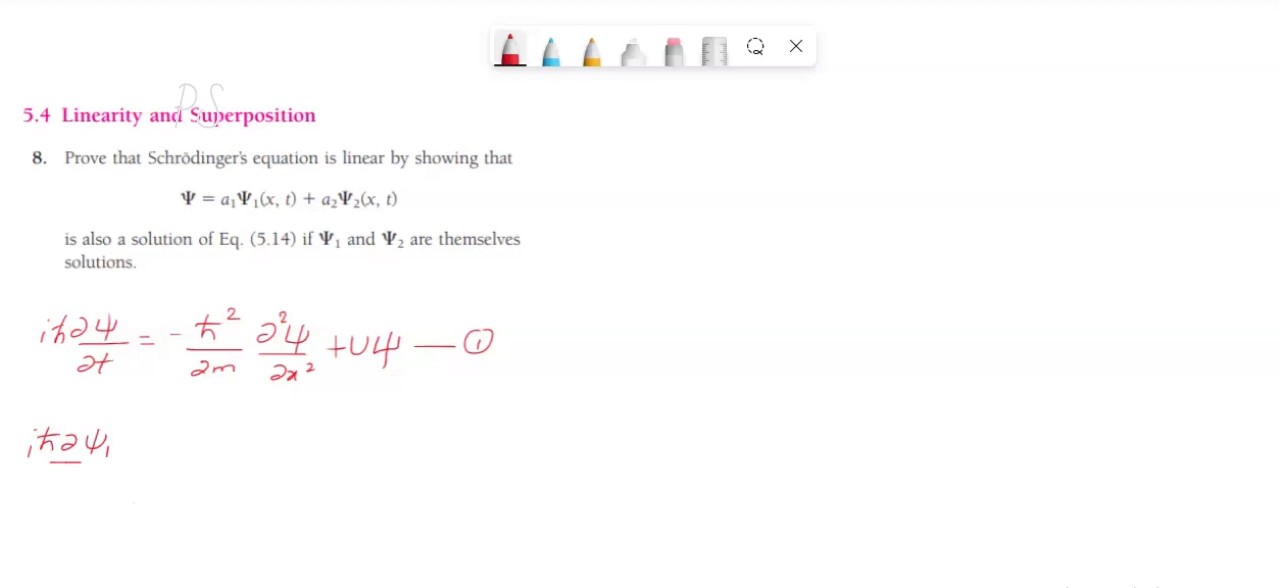 PS
5.4 Linearity and Superposition
8. Prove that Schrödinger's equation is linear by showing that
Ψ = a₁Ψ₁(x, t) + a₂Ψ₂(x, t)
is also a solution of Eq. (5.14) if Ψ₁ and Ψ₂ are themselves
solutions.
iħ∂Ψ/∂t = -ħ²/2m ∂²Ψ/∂x² + UΨ — ①
iħ∂Ψ₁